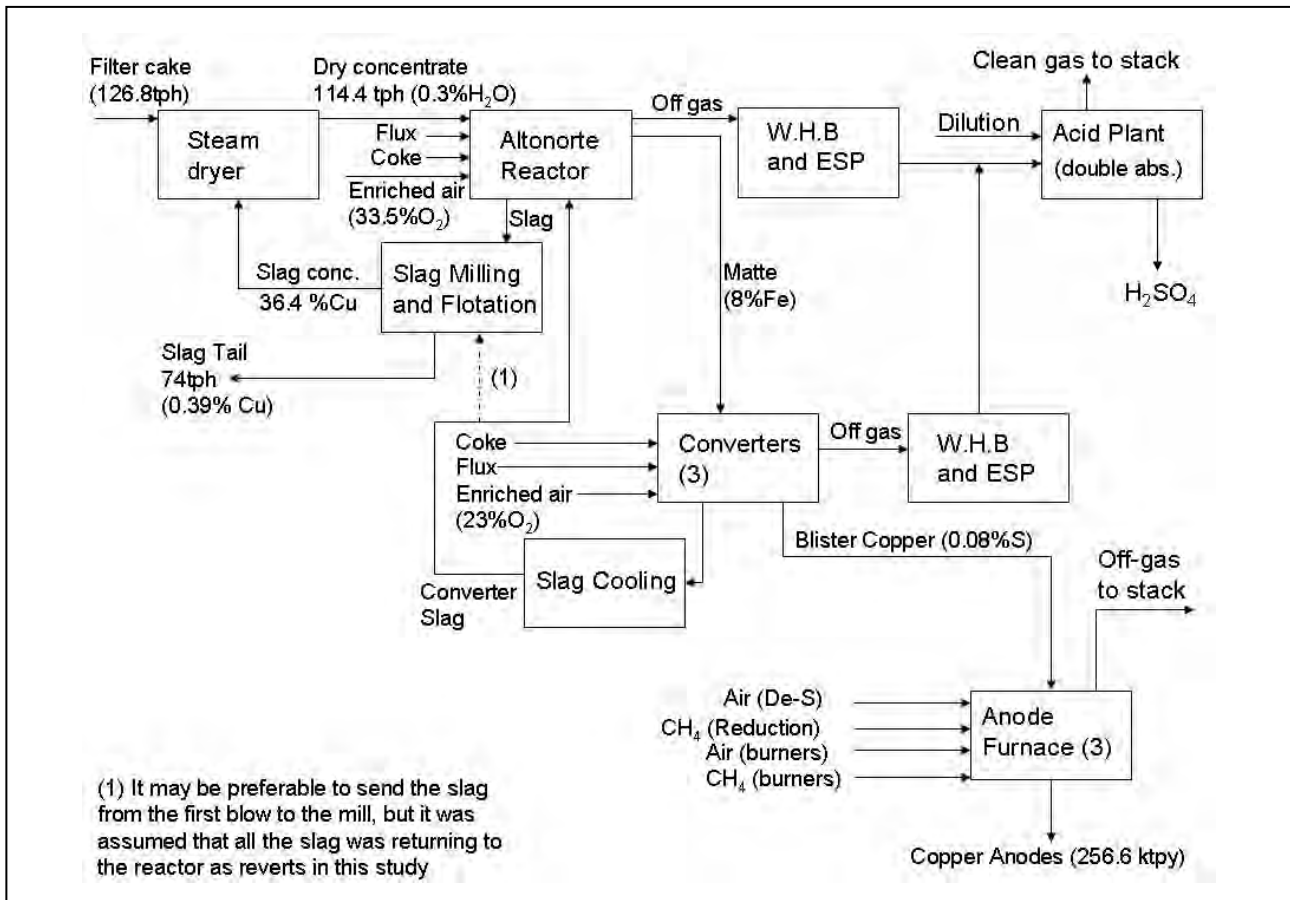 Filter cake
(126.8tph)
Dry concentrate
114.4 tph (0.3%H₂O)
Flux
Coke
Enriched air
(33.5%O₂)
Steam
dryer
Altonorte
Reactor
Off gas
W.H.B
and ESP
Dilution
Clean gas to stack
Acid Plant
(double abs.)
H₂SO₄
Slag
Slag conc.
36.4 %Cu
Slag Milling
and Flotation
Matte
(8%Fe)
Slag Tail
74tph
(0.39% Cu)
(1)
Coke
Flux
Enriched air
(23%O₂)
Converters
(3)
Off gas
W.H.B
and ESP
Blister Copper (0.08%S)
Converter
Slag
Slag Cooling
Off-gas
to stack
Air (De-S)
CH₄ (Reduction)
Air (burners)
CH₄ (burners)
Anode
Furnace (3)
Copper Anodes (256.6 ktpy)
(1) It may be preferable to send the slag
from the first blow to the mill, but it was
assumed that all the slag was returning to
the reactor as reverts in this study